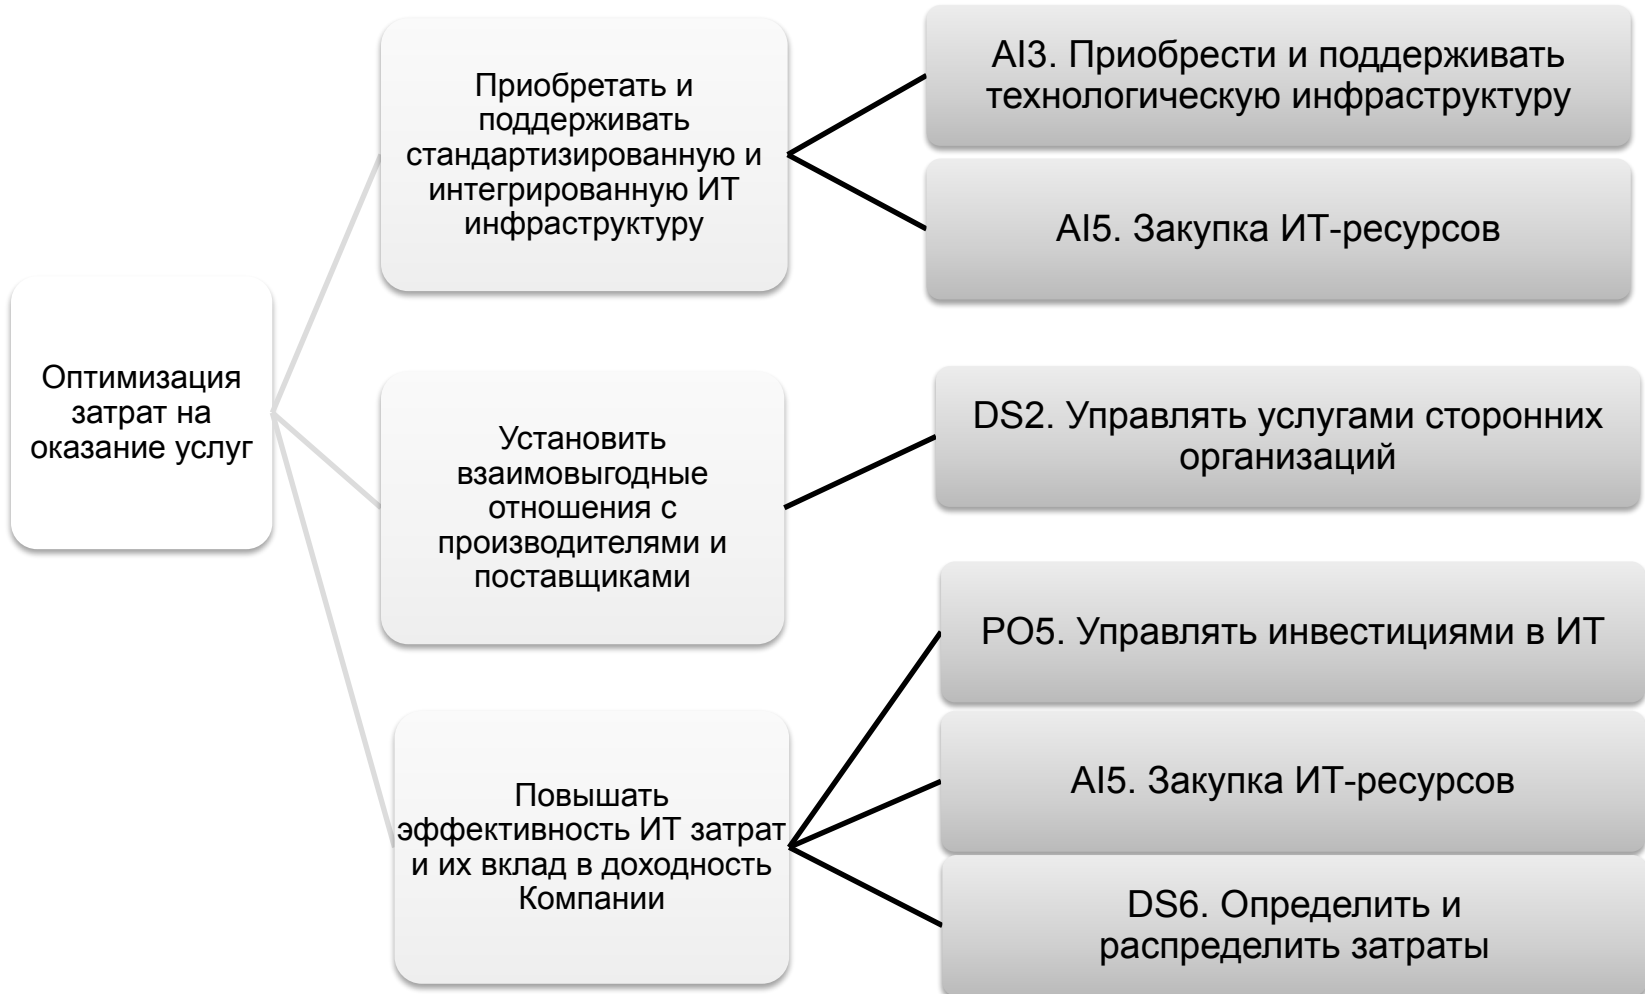 Оптимизация
затрат на
оказание услуг
Приобретать и
поддерживать
стандартизированную и
интегрированную ИТ
инфраструктуру
AI3. Приобрести и поддерживать
технологическую инфраструктуру
AI5. Закупка ИТ-ресурсов
Установить
взаимовыгодные
отношения с
производителями и
поставщиками
DS2. Управлять услугами сторонних
организаций
Повышать
эффективность ИТ затрат
и их вклад в доходность
Компании
PO5. Управлять инвестициями в ИТ
AI5. Закупка ИТ-ресурсов
DS6. Определить и
распределить затраты